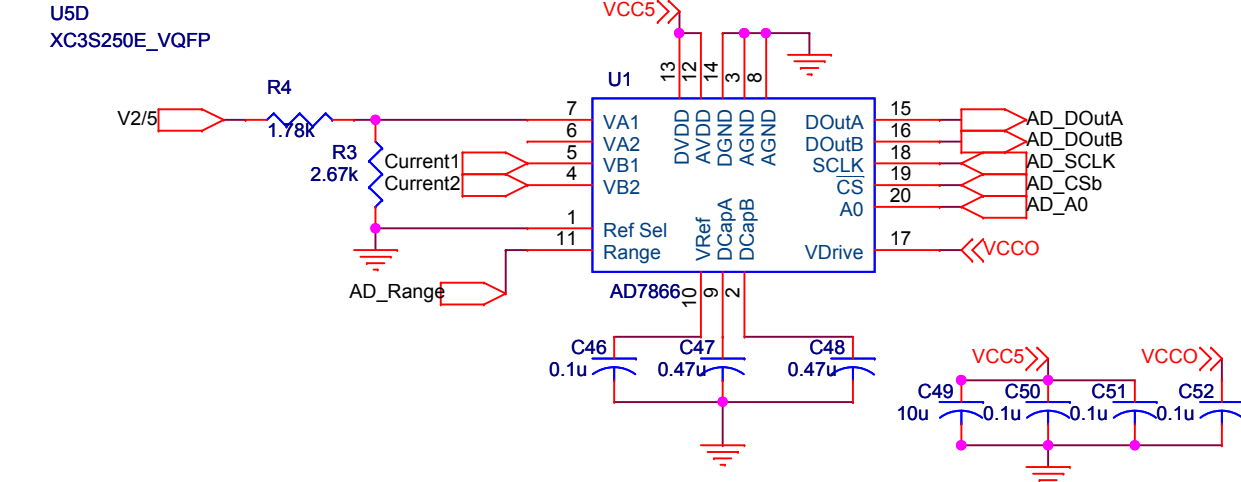 U5D
XC3S250E_VQFP
VCC5
U1
13
12
14
3
8
R4
V2/5
1.78k
R3
2.67k
Current1
Current2
7
6
5
4
1
11
VA1
VA2
VB1
VB2
Ref Sel
Range
DVDD
AVDD
DGND
AGND
AGND
VRef
DCapA
DCapB
DOutA
DOutB
SCLK
CS
A0
VDrive
15
16
18
19
20
17
AD_DOutA
AD_DOutB
AD_SCLK
AD_CSb
AD_A0
VCCO
AD_Range
AD7866
10
9
2
C46
0.1u
C47
0.47u
C48
0.47u
VCC5
VCCO
C49
10u
C50
0.1u
C51
0.1u
C52
0.1u